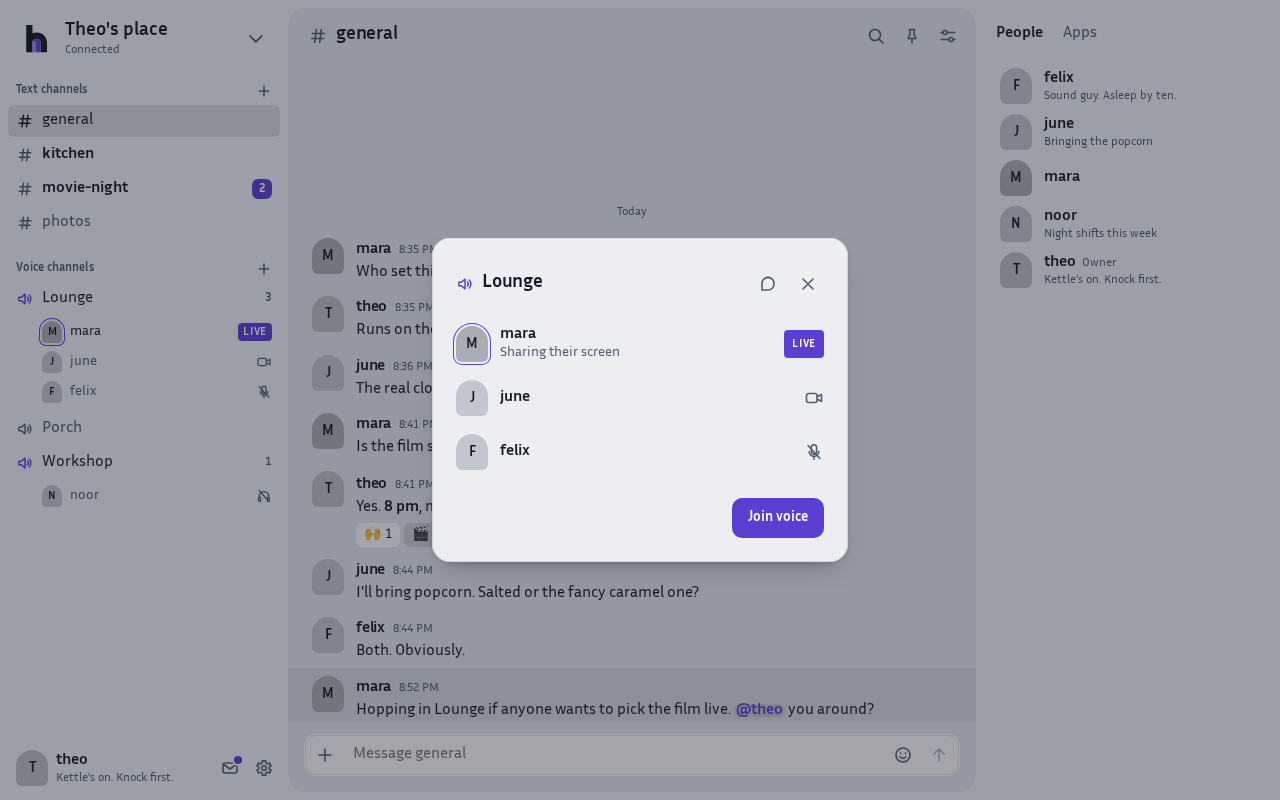 Theo's place
Connected
Text channels
general
kitchen
movie-night
2
photos
Voice channels
Lounge
3
M
mara
LIVE
J
june
F
felix
Porch
Workshop
1
N
noor
T
theo
Kettle's on. Knock first.
general
Today
M
mara 8:35 PM
Who set thi
T
theo 8:35 PM
Runs on the
J
june 8:36 PM
The real clo
M
mara 8:41 PM
Is the film s
T
theo 8:41 PM
Yes. 8 pm,
1
J
june 8:44 PM
I'll bring popcorn. Salted or the fancy caramel one?
F
felix 8:44 PM
Both. Obviously.
M
mara 8:52 PM
Hopping in Lounge if anyone wants to pick the film live. @theo you around?
Message general
Lounge
M
mara
Sharing their screen
LIVE
J
june
F
felix
Join voice
People Apps
F
felix
Sound guy. Asleep by ten.
J
june
Bringing the popcorn
M
mara
N
noor
Night shifts this week
T
theo Owner
Kettle's on. Knock first.